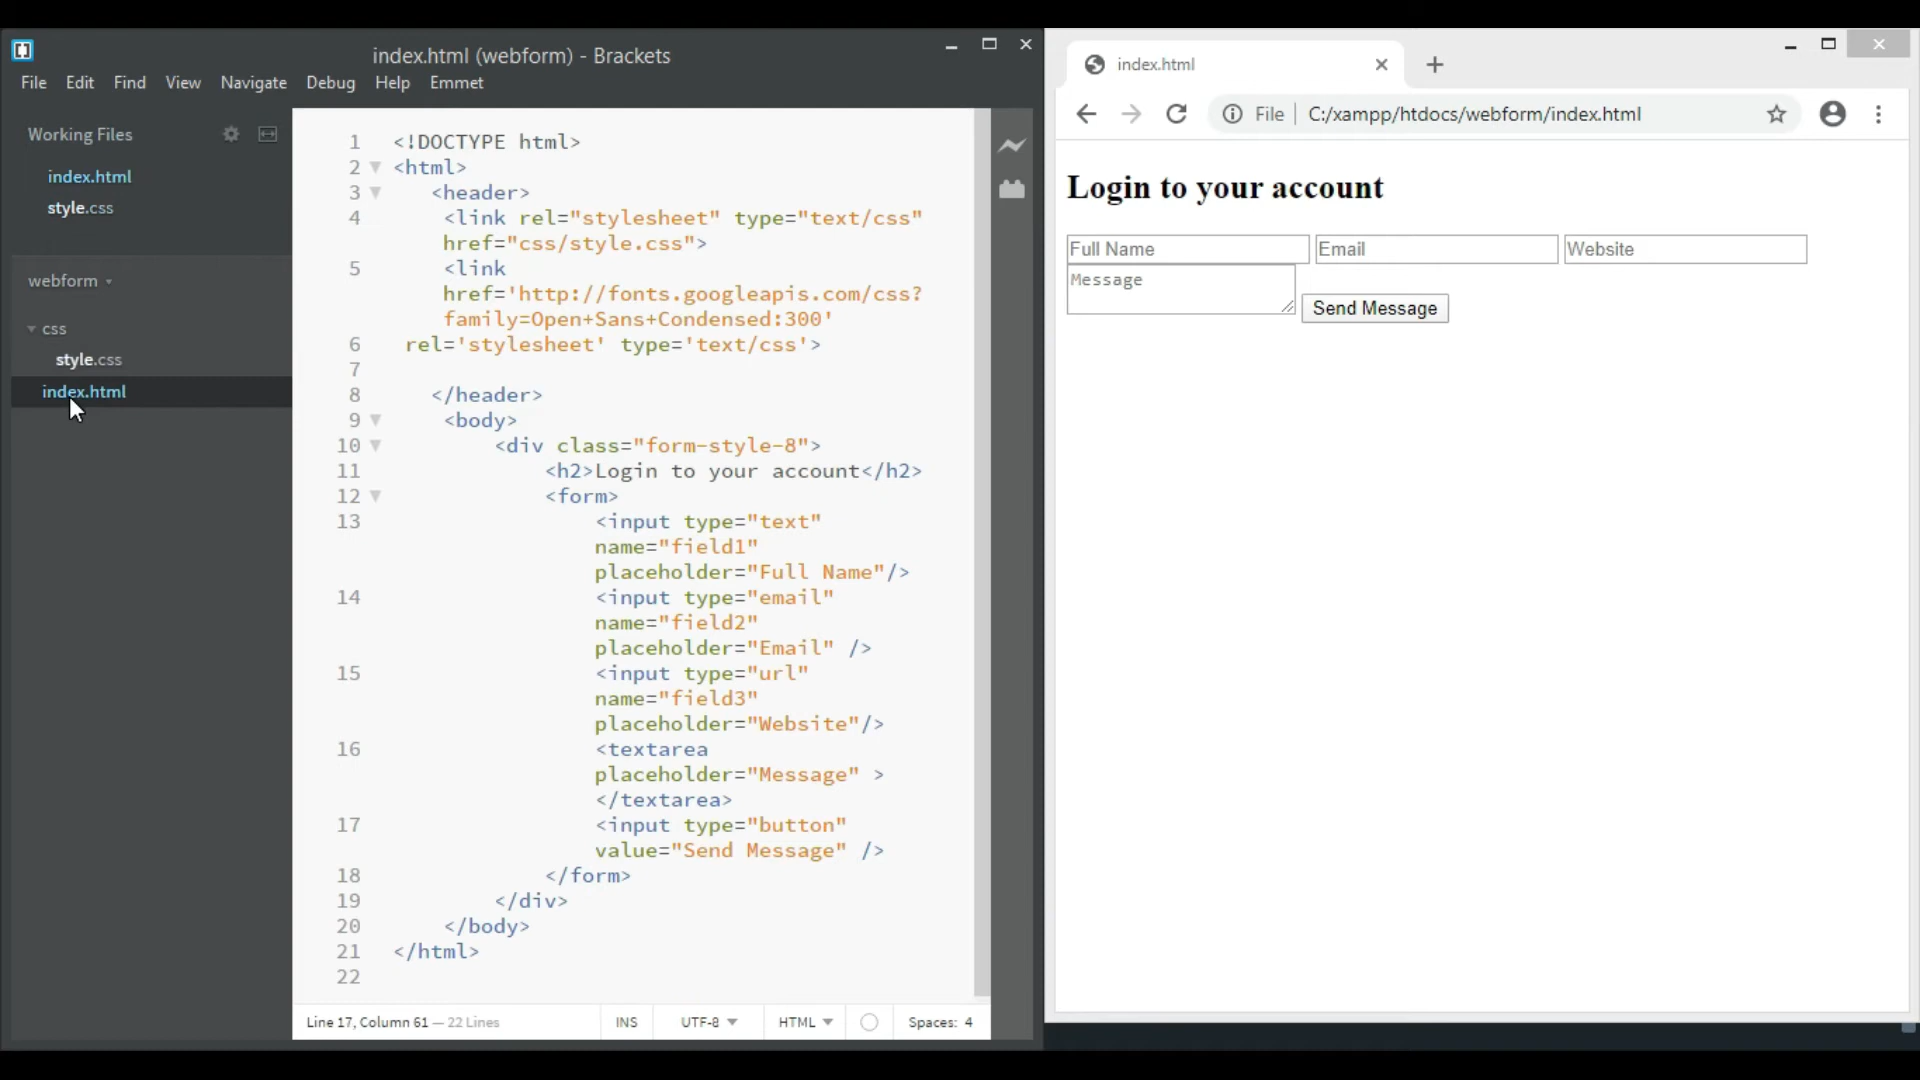 index.html (webform) - Brackets
File Edit Find View Navigate Debug Help Emmet
Working Files
index.html
style.css
webform
css
style.css
index.html
1 <!DOCTYPE html>
2 <html>
3 <header>
4 <link rel="stylesheet" type="text/css"
href="css/style.css">
5 <link
href='http://fonts.googleapis.com/css?
family=Open+Sans+Condensed:300'
6 rel='stylesheet' type='text/css'>
7
8 </header>
9 <body>
10 <div class="form-style-8">
11 <h2>Login to your account</h2>
12 <form>
13 <input type="text"
name="field1"
placeholder="Full Name"/>
14 <input type="email"
name="field2"
placeholder="Email" />
15 <input type="url"
name="field3"
placeholder="Website"/>
16 <textarea
placeholder="Message" >
</textarea>
17 <input type="button"
value="Send Message" />
18 </form>
19 </div>
20 </body>
21 </html>
22
Line 17, Column 61 — 22 Lines INS UTF-8 HTML Spaces: 4
index.html
File C:/xampp/htdocs/webform/index.html
Login to your account
Full Name Email Website
Message Send Message